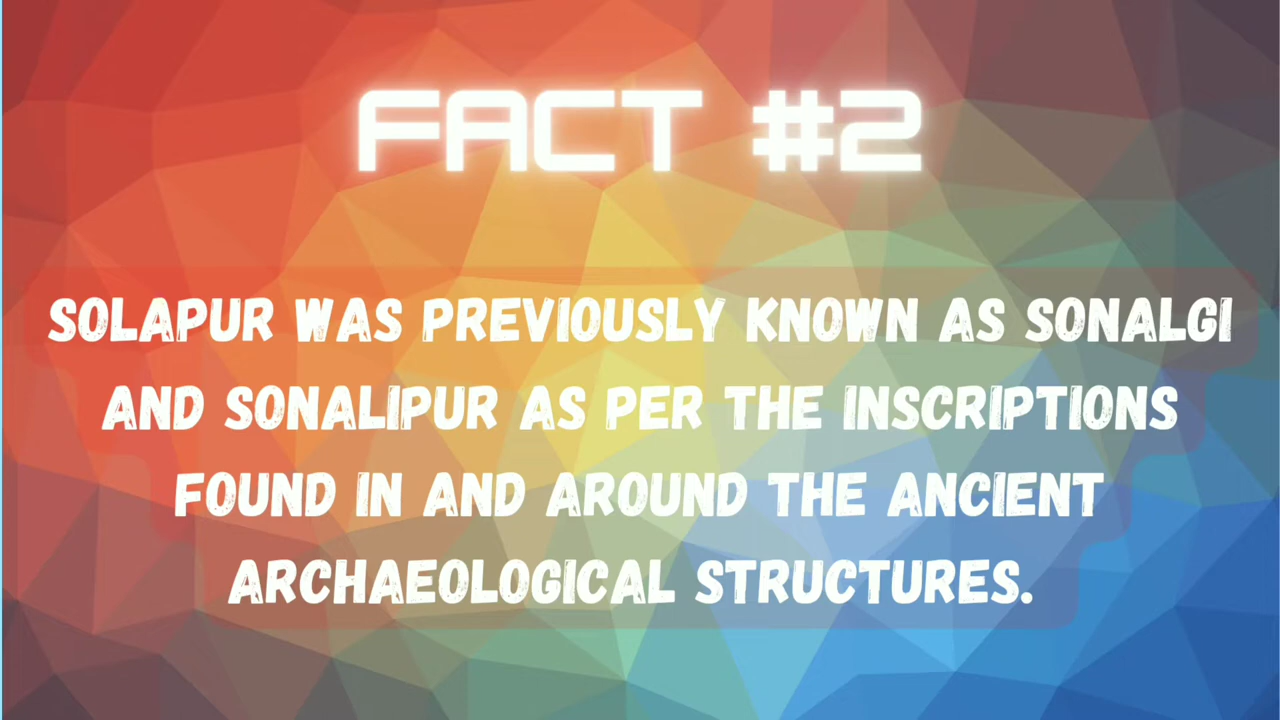 FACT #2
SOLAPUR WAS PREVIOUSLY KNOWN AS SONALGI
AND SONALIPUR AS PER THE INSCRIPTIONS
FOUND IN AND AROUND THE ANCIENT
ARCHAEOLOGICAL STRUCTURES.